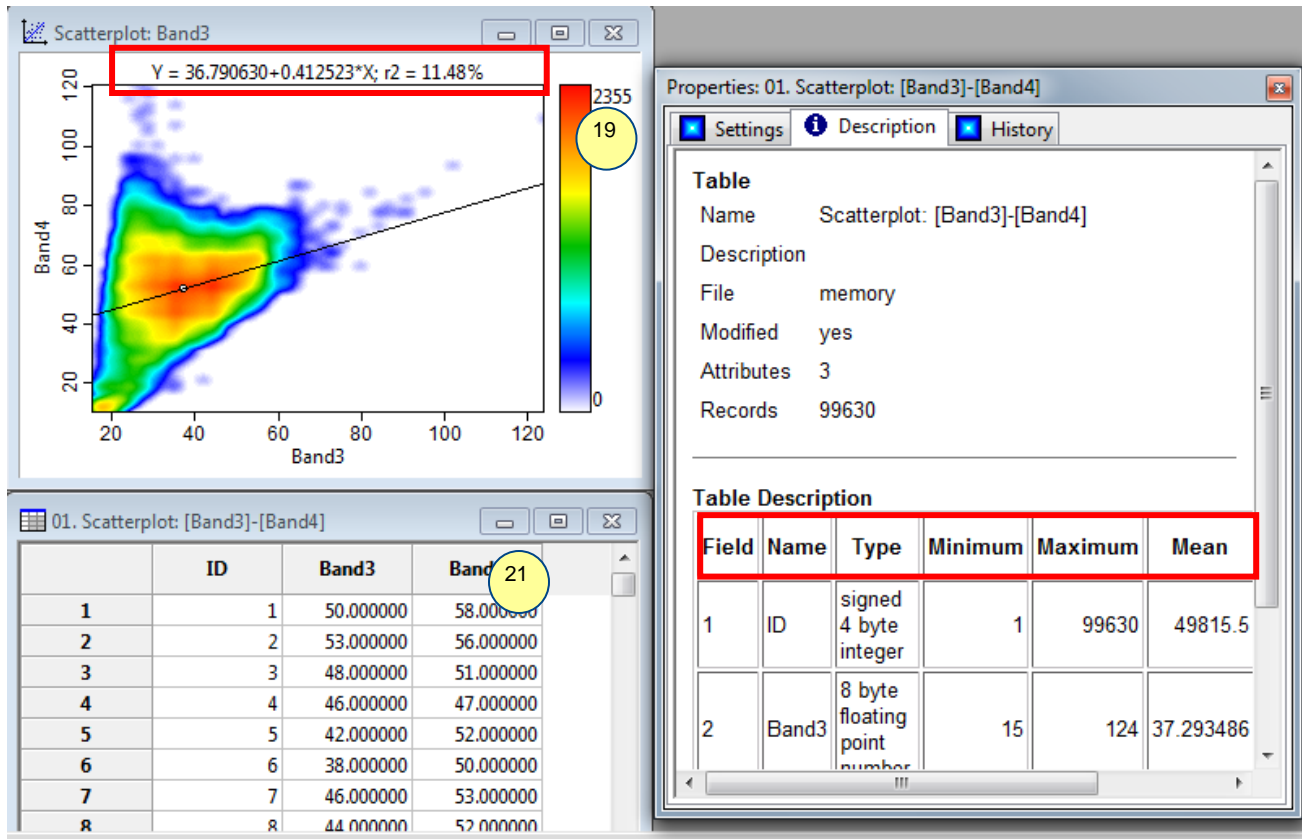 Scatterplot: Band3
Y = 36.790630+0.412523*X; r2 = 11.48%
120
100
80
60
40
20
Band4
2355
19
0
20 40 60 80 100 120
Band3
01. Scatterplot: [Band3]-[Band4]
ID Band3 Band
21
1 1 50.000000 58.000000
2 2 53.000000 56.000000
3 3 48.000000 51.000000
4 4 46.000000 47.000000
5 5 42.000000 52.000000
6 6 38.000000 50.000000
7 7 46.000000 53.000000
8 8 44.000000 52.000000
Properties: 01. Scatterplot: [Band3]-[Band4]
Settings Description History
Table
Name Scatterplot: [Band3]-[Band4]
Description
File memory
Modified yes
Attributes 3
Records 99630
Table Description
Field Name Type Minimum Maximum Mean
1 ID signed 4 byte integer 1 99630 49815.5
2 Band3 8 byte floating point number 15 124 37.293486